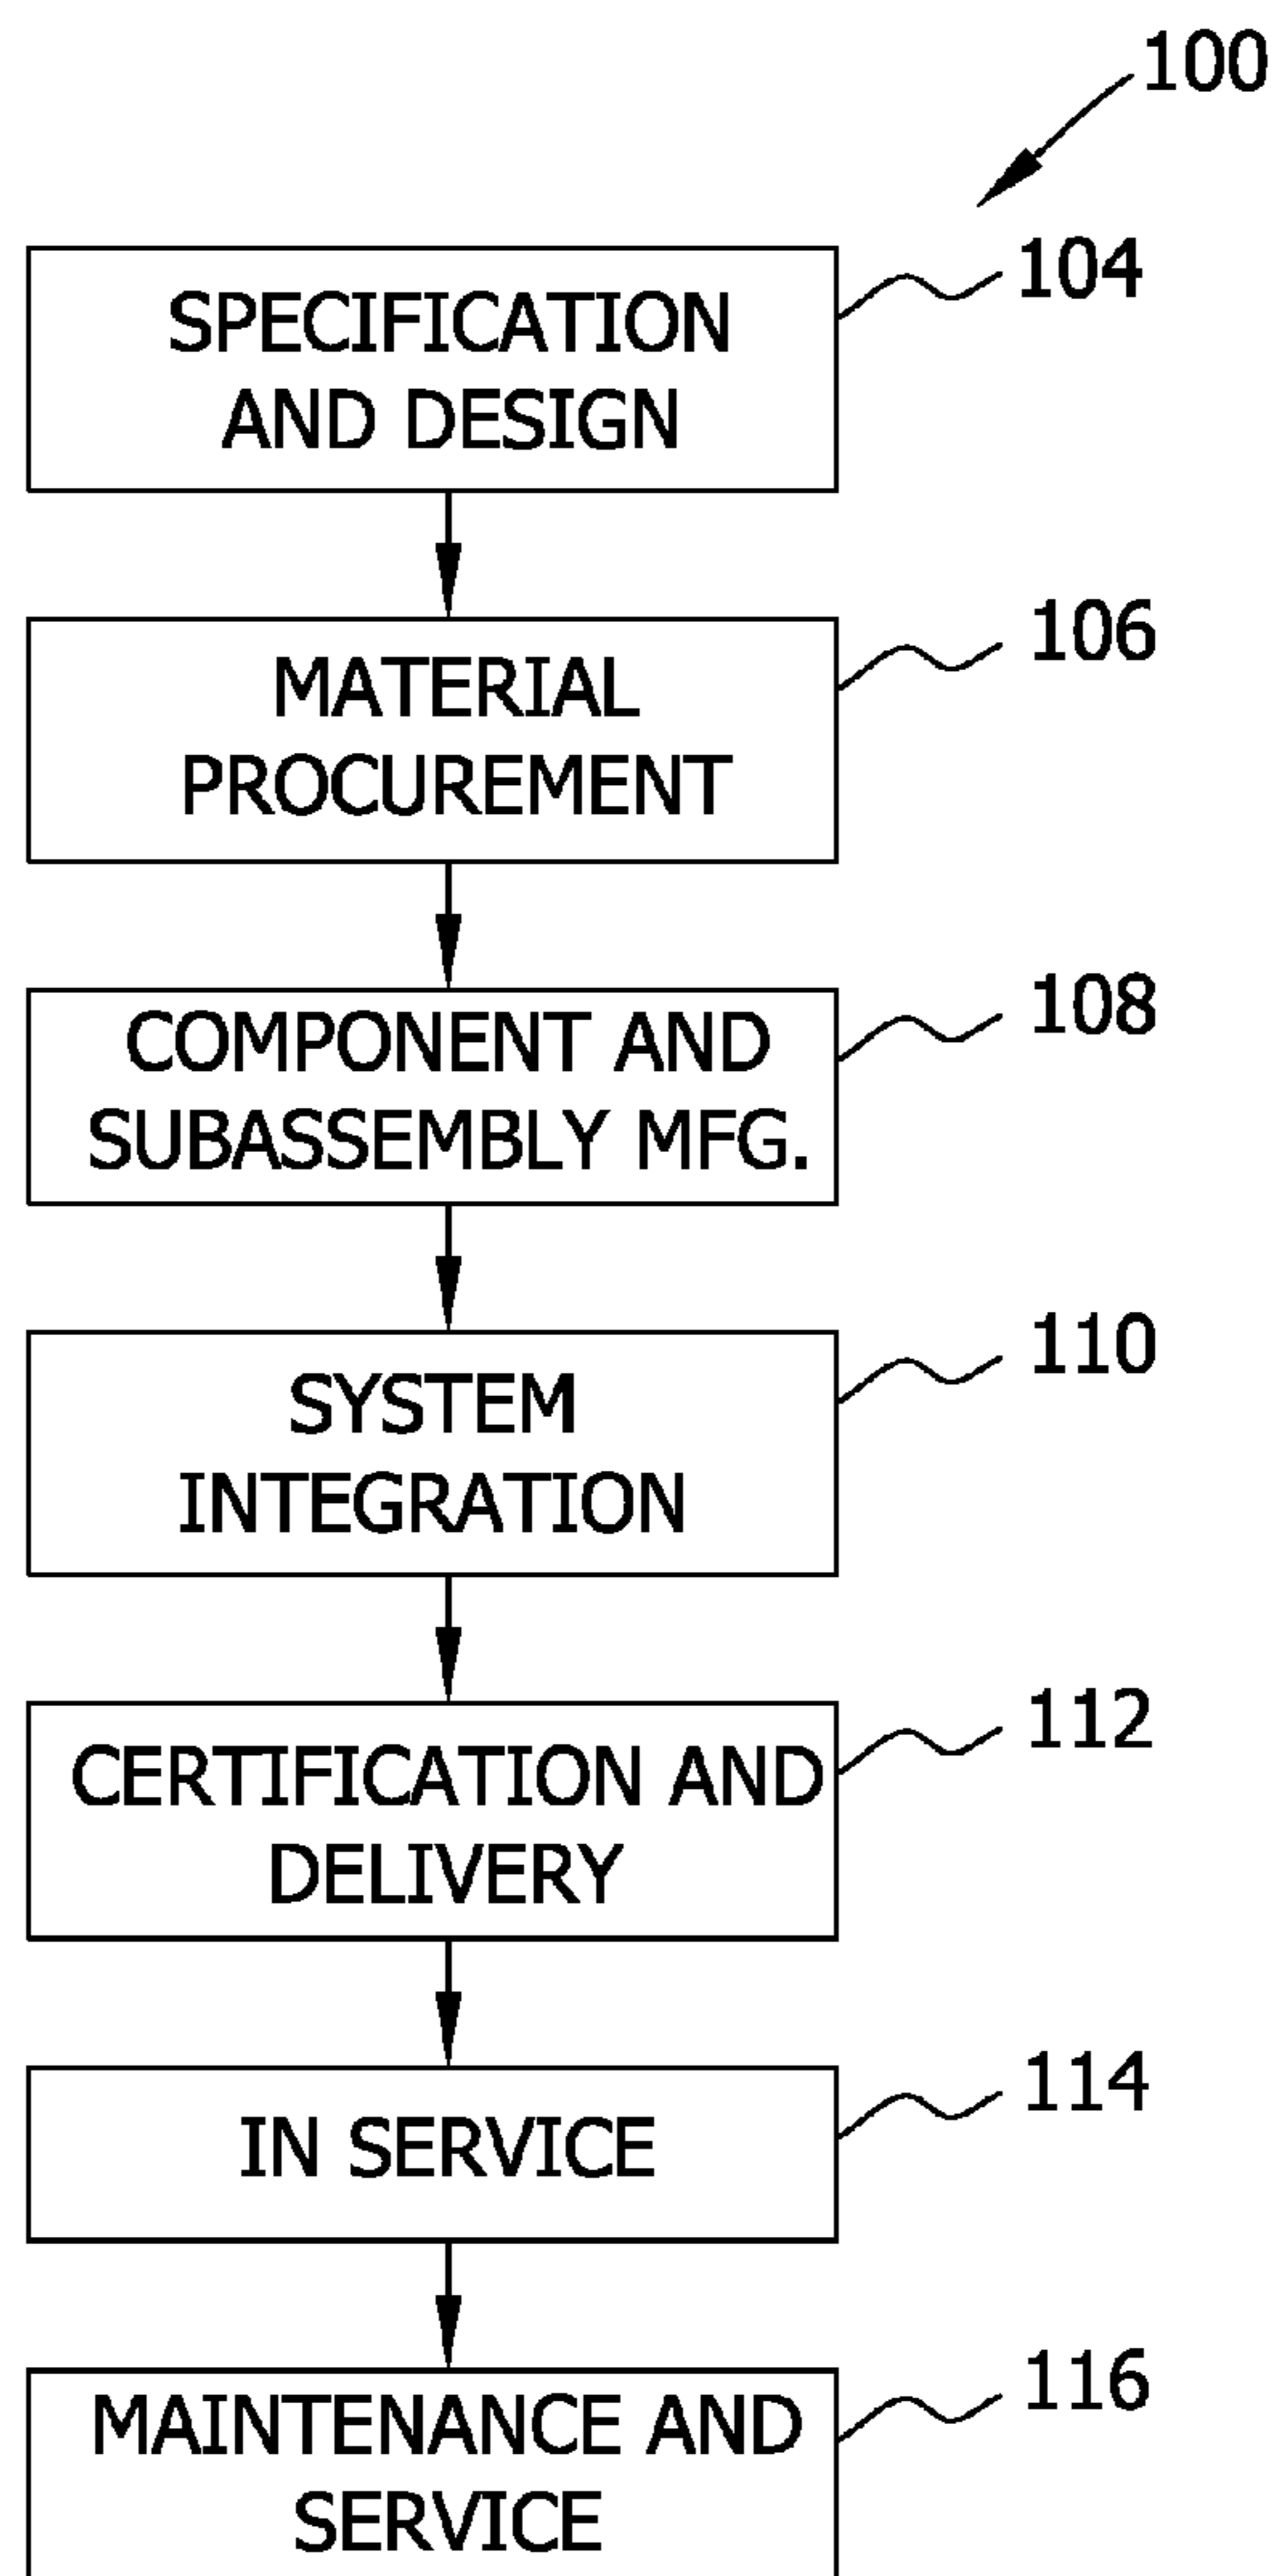 100
SPECIFICATION
AND DESIGN
104
MATERIAL
PROCUREMENT
106
COMPONENT AND
SUBASSEMBLY MFG.
108
SYSTEM
INTEGRATION
110
CERTIFICATION AND
DELIVERY
112
IN SERVICE
114
MAINTENANCE AND
SERVICE
116